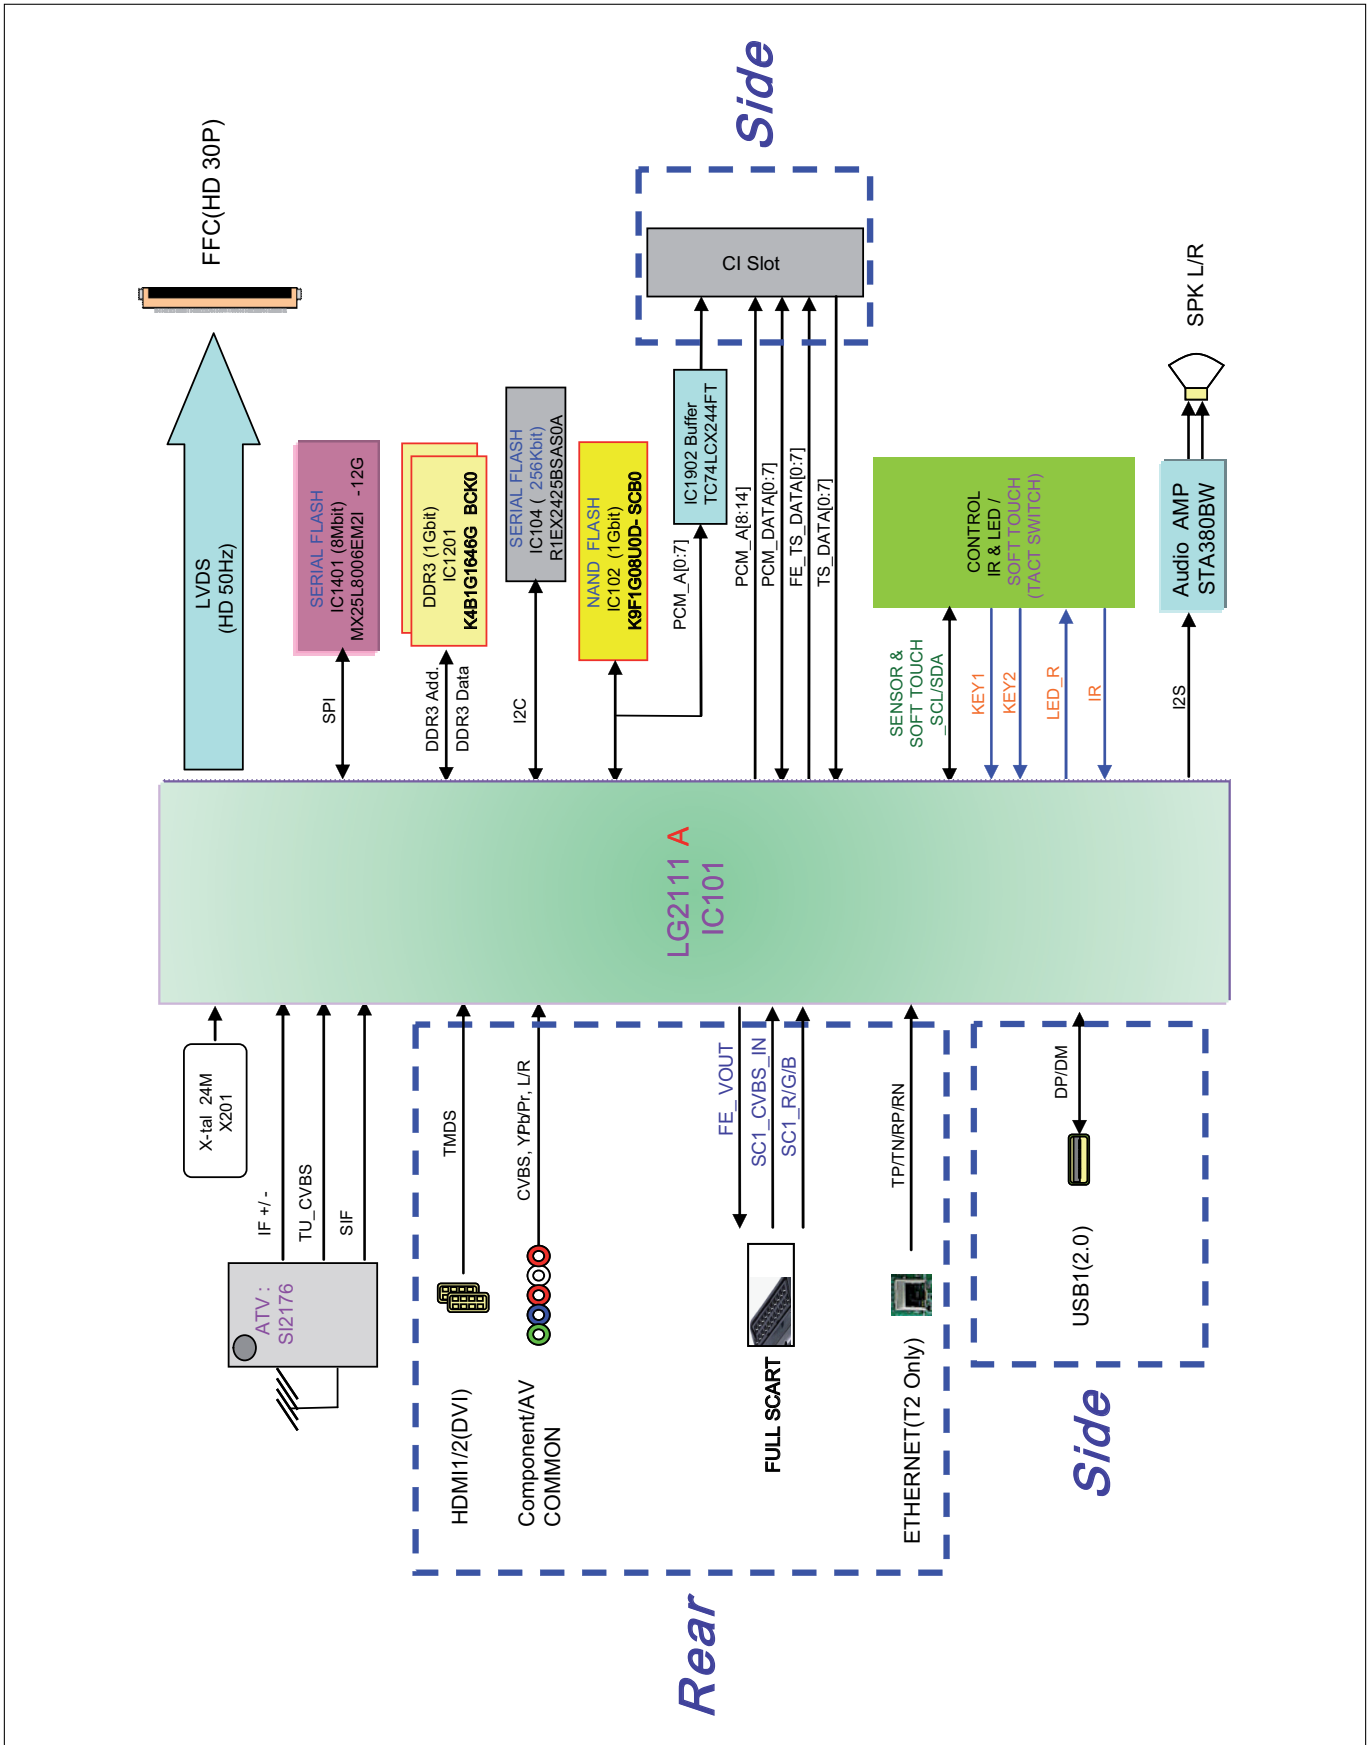 X-tal 24M
X201
ATV :
SI2176
IF +/ -
TU_CVBS
SIF
Rear
HDMI1/2(DVI)
TMDS
Component/AV
COMMON
CVBS, YPb/Pr, L/R
FULL SCART
FE_ VOUT
SC1_CVBS_IN
SC1_R/G/B
ETHERNET(T2 Only)
TP/TN/RP/RN
Side
USB1(2.0)
DP/DM
LG2111 A
IC101
LVDS
(HD 50Hz)
FFC(HD 30P)
SPI
SERIAL FLASH
IC1401 (8Mbit)
MX25L8006EM2I -12G
DDR3 Add.
DDR3 Data
DDR3 (1Gbit)
IC1201
K4B1G1646G BCK0
I2C
SERIAL FLASH
IC104 ( 256Kbit)
R1EX2425BSAS0A
NAND FLASH
IC102 (1Gbit)
K9F1G08U0D- SCB0
PCM_A[0:7]
IC1902 Buffer
TC74LCX244FT
Side
CI Slot
PCM_A[8:14]
PCM_DATA[0:7]
FE_TS_DATA[0:7]
TS_DATA[0:7]
SENSOR &
SOFT TOUCH
_SCL/SDA
KEY1
KEY2
LED_R
IR
CONTROL
IR & LED /
SOFT TOUCH
(TACT SWITCH)
I2S
Audio AMP
STA380BW
SPK L/R